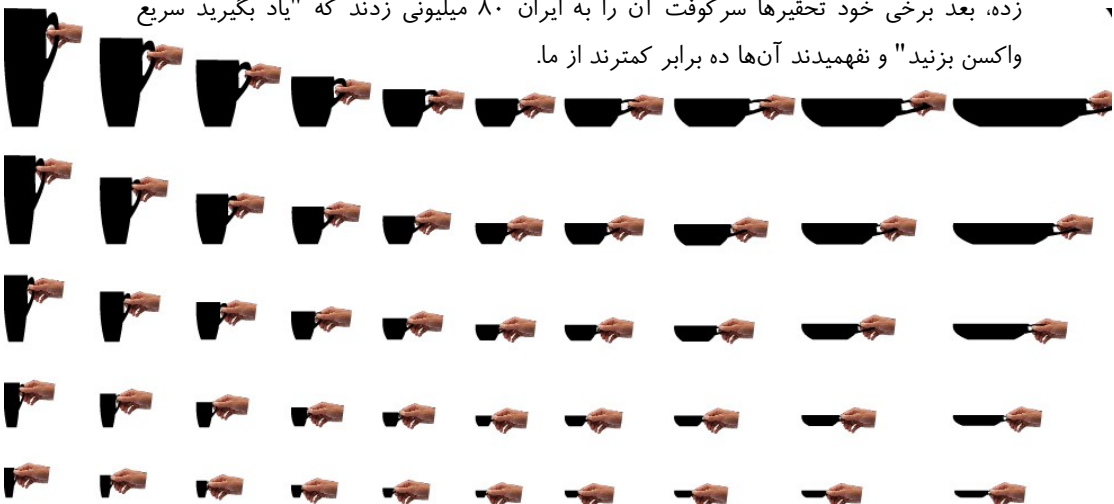 زده، بعد برخی خود تحقیرها سرکوفت آن را به ایران ۸۰ میلیونی زدند که "یاد بگیرید سریع
واکسن بزنید" و نفهمیدند آن‌ها ده برابر کمترند از ما.